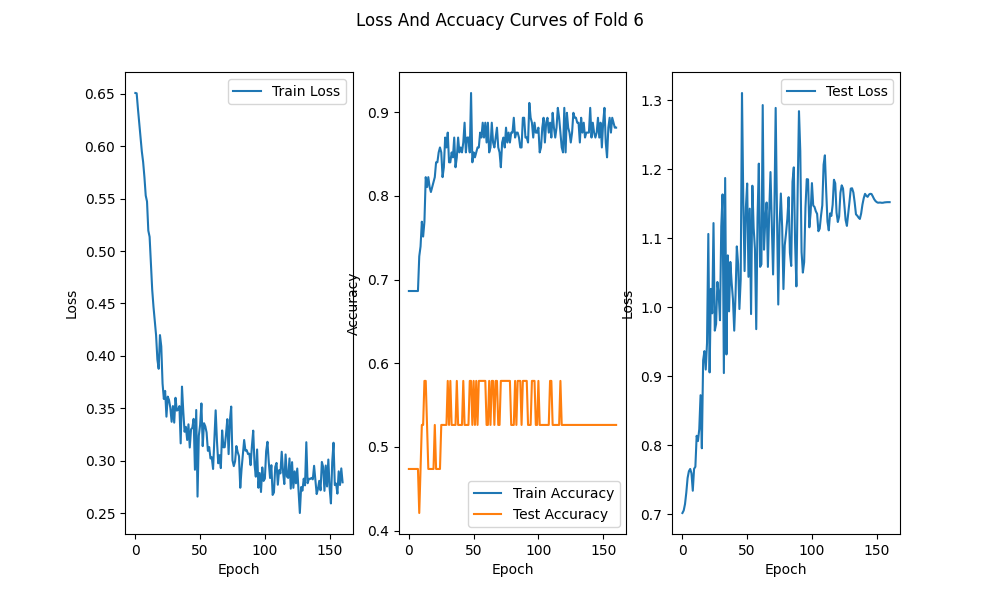 Loss And Accuacy Curves of Fold 6
Train Loss
0.65
0.60
0.55
0.50
0.45
0.40
0.35
0.30
0.25
Loss
0 50 100 150
Epoch
0.9
0.8
0.7
0.6
0.5
0.4
Accuracy
Train Accuracy
Test Accuracy
0 50 100 150
Epoch
Test Loss
1.3
1.2
1.1
1.0
0.9
0.8
0.7
Loss
0 50 100 150
Epoch